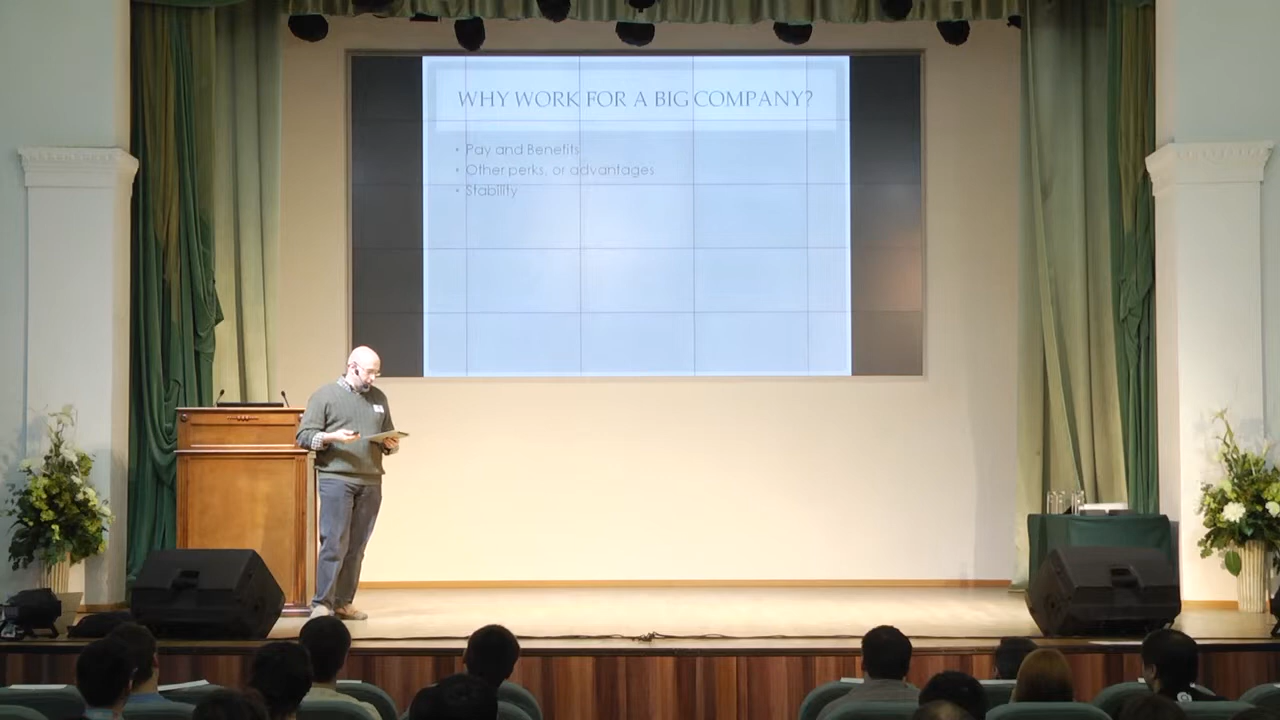 WHY WORK FOR A BIG COMPANY?
• Pay and Benefits
• Other perks, or advantages
• Stability